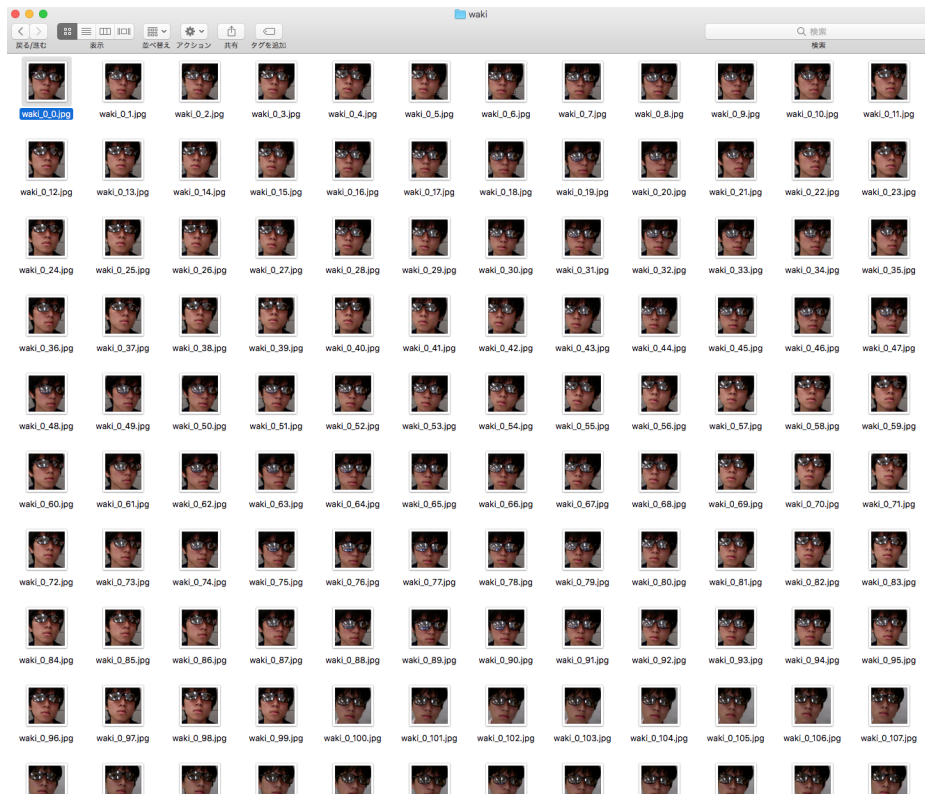 waki
検索
戻る/進む 表示 並べ替え アクション 共有 タグを追加 検索
waki_0_0.jpg waki_0_1.jpg waki_0_2.jpg waki_0_3.jpg waki_0_4.jpg waki_0_5.jpg waki_0_6.jpg waki_0_7.jpg waki_0_8.jpg waki_0_9.jpg waki_0_10.jpg waki_0_11.jpg
waki_0_12.jpg waki_0_13.jpg waki_0_14.jpg waki_0_15.jpg waki_0_16.jpg waki_0_17.jpg waki_0_18.jpg waki_0_19.jpg waki_0_20.jpg waki_0_21.jpg waki_0_22.jpg waki_0_23.jpg
waki_0_24.jpg waki_0_25.jpg waki_0_26.jpg waki_0_27.jpg waki_0_28.jpg waki_0_29.jpg waki_0_30.jpg waki_0_31.jpg waki_0_32.jpg waki_0_33.jpg waki_0_34.jpg waki_0_35.jpg
waki_0_36.jpg waki_0_37.jpg waki_0_38.jpg waki_0_39.jpg waki_0_40.jpg waki_0_41.jpg waki_0_42.jpg waki_0_43.jpg waki_0_44.jpg waki_0_45.jpg waki_0_46.jpg waki_0_47.jpg
waki_0_48.jpg waki_0_49.jpg waki_0_50.jpg waki_0_51.jpg waki_0_52.jpg waki_0_53.jpg waki_0_54.jpg waki_0_55.jpg waki_0_56.jpg waki_0_57.jpg waki_0_58.jpg waki_0_59.jpg
waki_0_60.jpg waki_0_61.jpg waki_0_62.jpg waki_0_63.jpg waki_0_64.jpg waki_0_65.jpg waki_0_66.jpg waki_0_67.jpg waki_0_68.jpg waki_0_69.jpg waki_0_70.jpg waki_0_71.jpg
waki_0_72.jpg waki_0_73.jpg waki_0_74.jpg waki_0_75.jpg waki_0_76.jpg waki_0_77.jpg waki_0_78.jpg waki_0_79.jpg waki_0_80.jpg waki_0_81.jpg waki_0_82.jpg waki_0_83.jpg
waki_0_84.jpg waki_0_85.jpg waki_0_86.jpg waki_0_87.jpg waki_0_88.jpg waki_0_89.jpg waki_0_90.jpg waki_0_91.jpg waki_0_92.jpg waki_0_93.jpg waki_0_94.jpg waki_0_95.jpg
waki_0_96.jpg waki_0_97.jpg waki_0_98.jpg waki_0_99.jpg waki_0_100.jpg waki_0_101.jpg waki_0_102.jpg waki_0_103.jpg waki_0_104.jpg waki_0_105.jpg waki_0_106.jpg waki_0_107.jpg